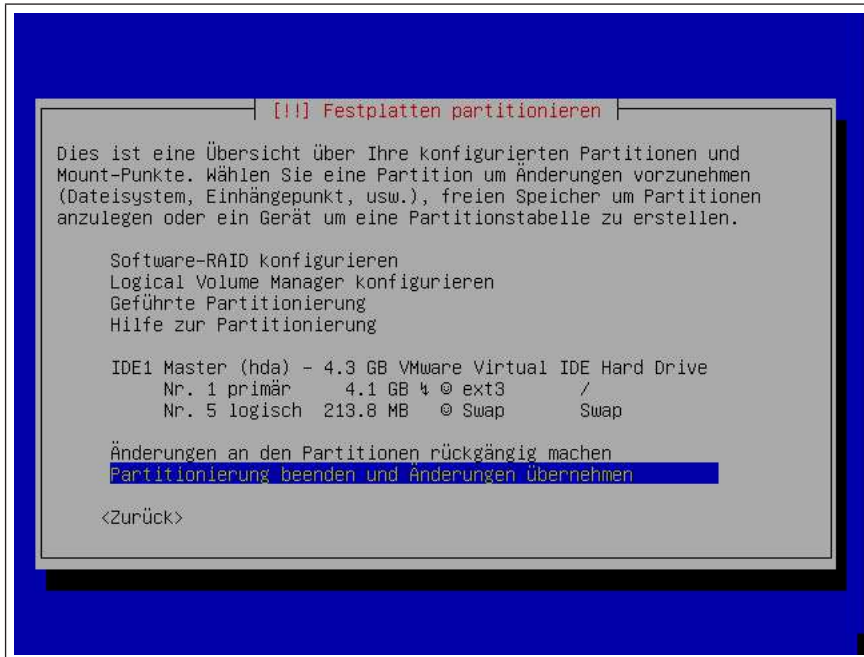 [!!] Festplatten partitionieren
Dies ist eine Übersicht über Ihre konfigurierten Partitionen und
Mount-Punkte. Wählen Sie eine Partition um Änderungen vorzunehmen
(Dateisystem, Einhängepunkt, usw.), freien Speicher um Partitionen
anzulegen oder ein Gerät um eine Partitionstabelle zu erstellen.
Software-RAID konfigurieren
Logical Volume Manager konfigurieren
Geführte Partitionierung
Hilfe zur Partitionierung
IDE1 Master (hda) - 4.3 GB VMware Virtual IDE Hard Drive
Nr. 1 primär 4.1 GB ↯ ☺ ext3 /
Nr. 5 logisch 213.8 MB ☺ Swap Swap
Änderungen an den Partitionen rückgängig machen
Partitionierung beenden und Änderungen übernehmen
<Zurück>